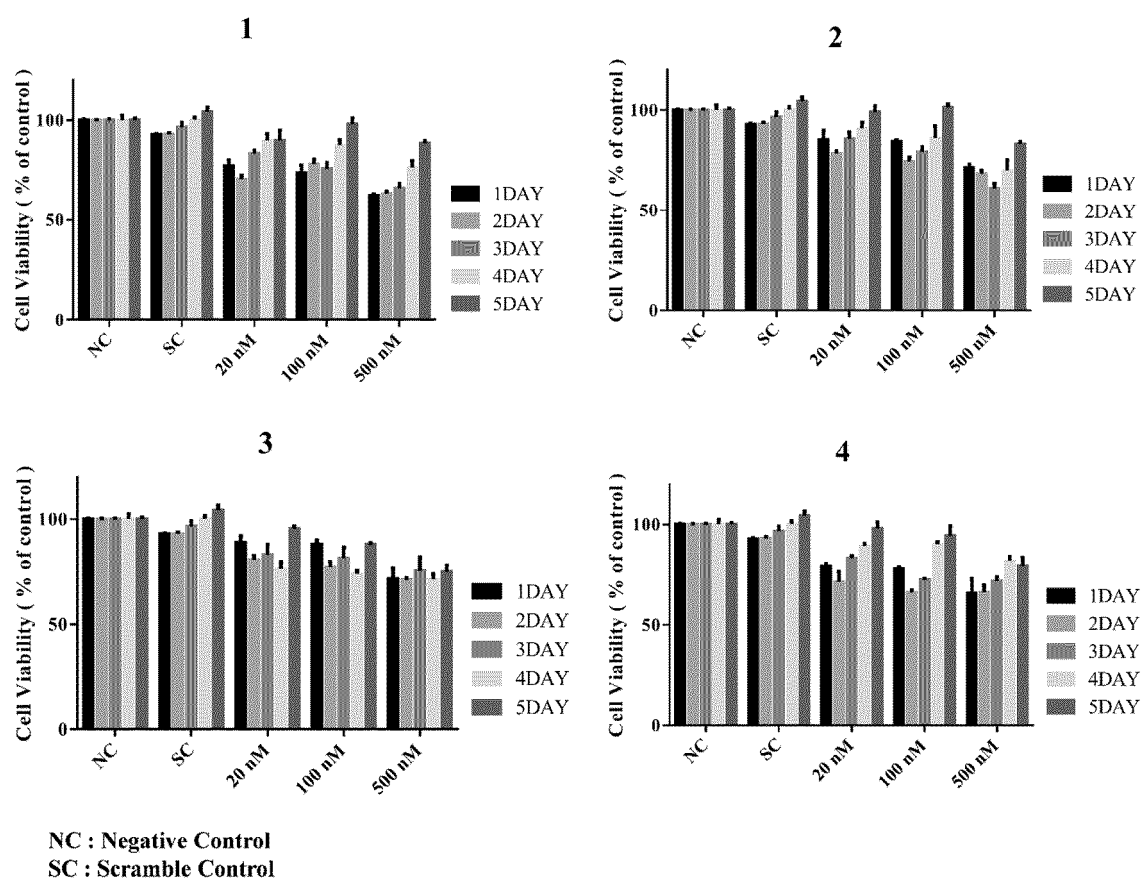 1
Cell Viability ( % of control )
100
50
0
NC
SC
20 nM
100 nM
500 nM
1DAY
2DAY
3DAY
4DAY
5DAY
2
Cell Viability ( % of control )
100
50
0
NC
SC
20 nM
100 nM
500 nM
1DAY
2DAY
3DAY
4DAY
5DAY
3
Cell Viability ( % of control )
100
50
0
NC
SC
20 nM
100 nM
500 nM
1DAY
2DAY
3DAY
4DAY
5DAY
4
Cell Viability ( % of control )
100
50
0
NC
SC
20 nM
100 nM
500 nM
1DAY
2DAY
3DAY
4DAY
5DAY
NC : Negative Control
SC : Scramble Control